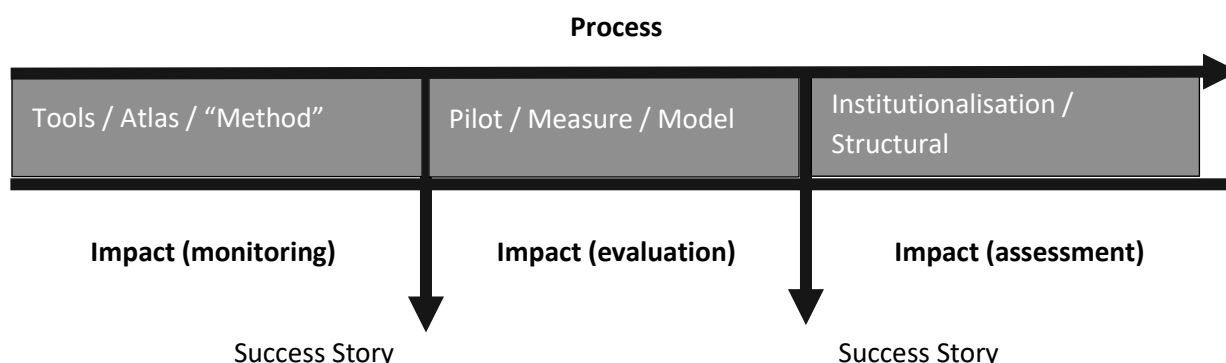 Process
Tools / Atlas / “Method”
Pilot / Measure / Model
Institutionalisation /
Structural
Impact (monitoring)
Impact (evaluation)
Impact (assessment)
Success Story
Success Story